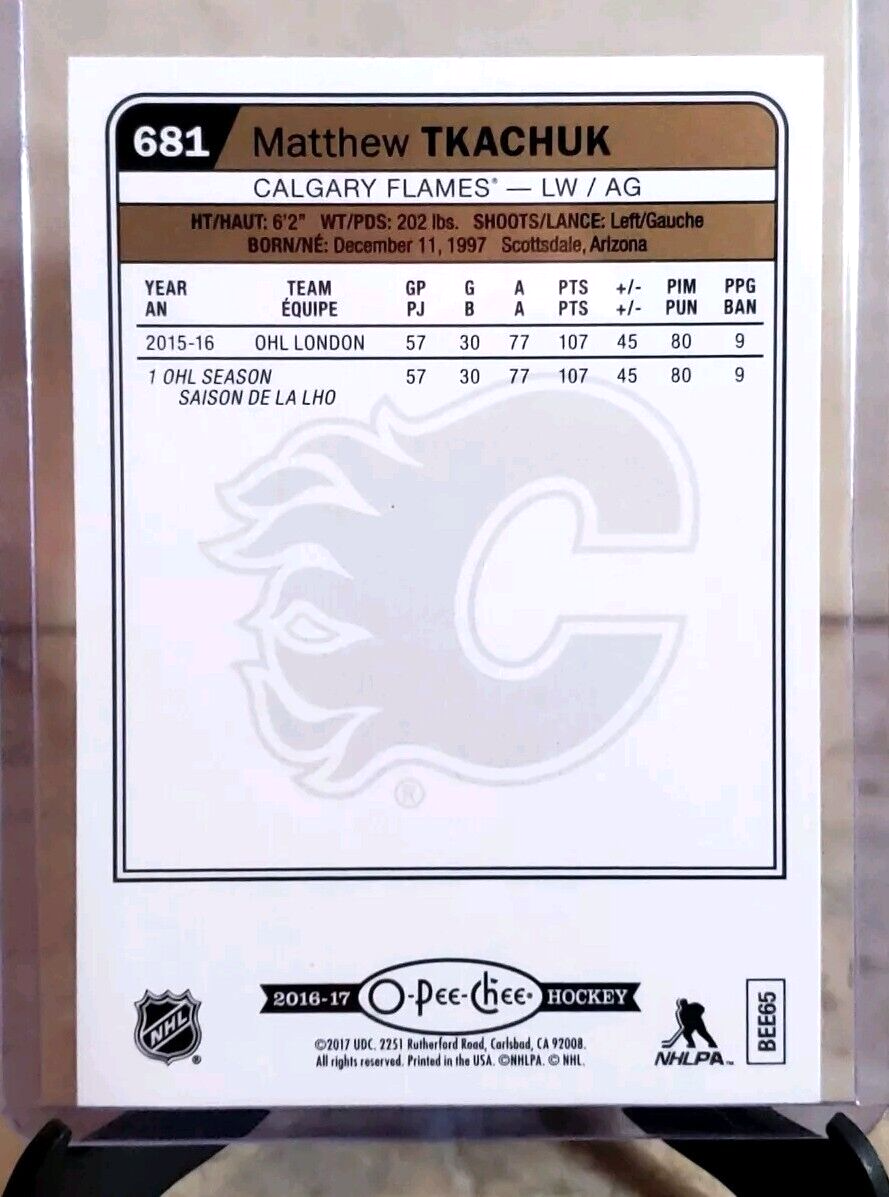 681 Matthew TKACHUK
CALGARY FLAMES® — LW / AG
HT/HAUT: 6'2" WT/PDS: 202 lbs. SHOOTS/LANCE: Left/Gauche
BORN/NÉ: December 11, 1997 Scottsdale, Arizona
YEAR TEAM GP G A PTS +/- PIM PPG
AN ÉQUIPE PJ B A PTS +/- PUN BAN
2015-16 OHL LONDON 57 30 77 107 45 80 9
1 OHL SEASON 57 30 77 107 45 80 9
SAISON DE LA LHO
C
®
2016-17 O-Pee-Chee® HOCKEY
NHL®
NHLPA™
BEE65
©2017 UDC. 2251 Rutherford Road, Carlsbad, CA 92008.
All rights reserved. Printed in the USA. ©NHLPA. © NHL.